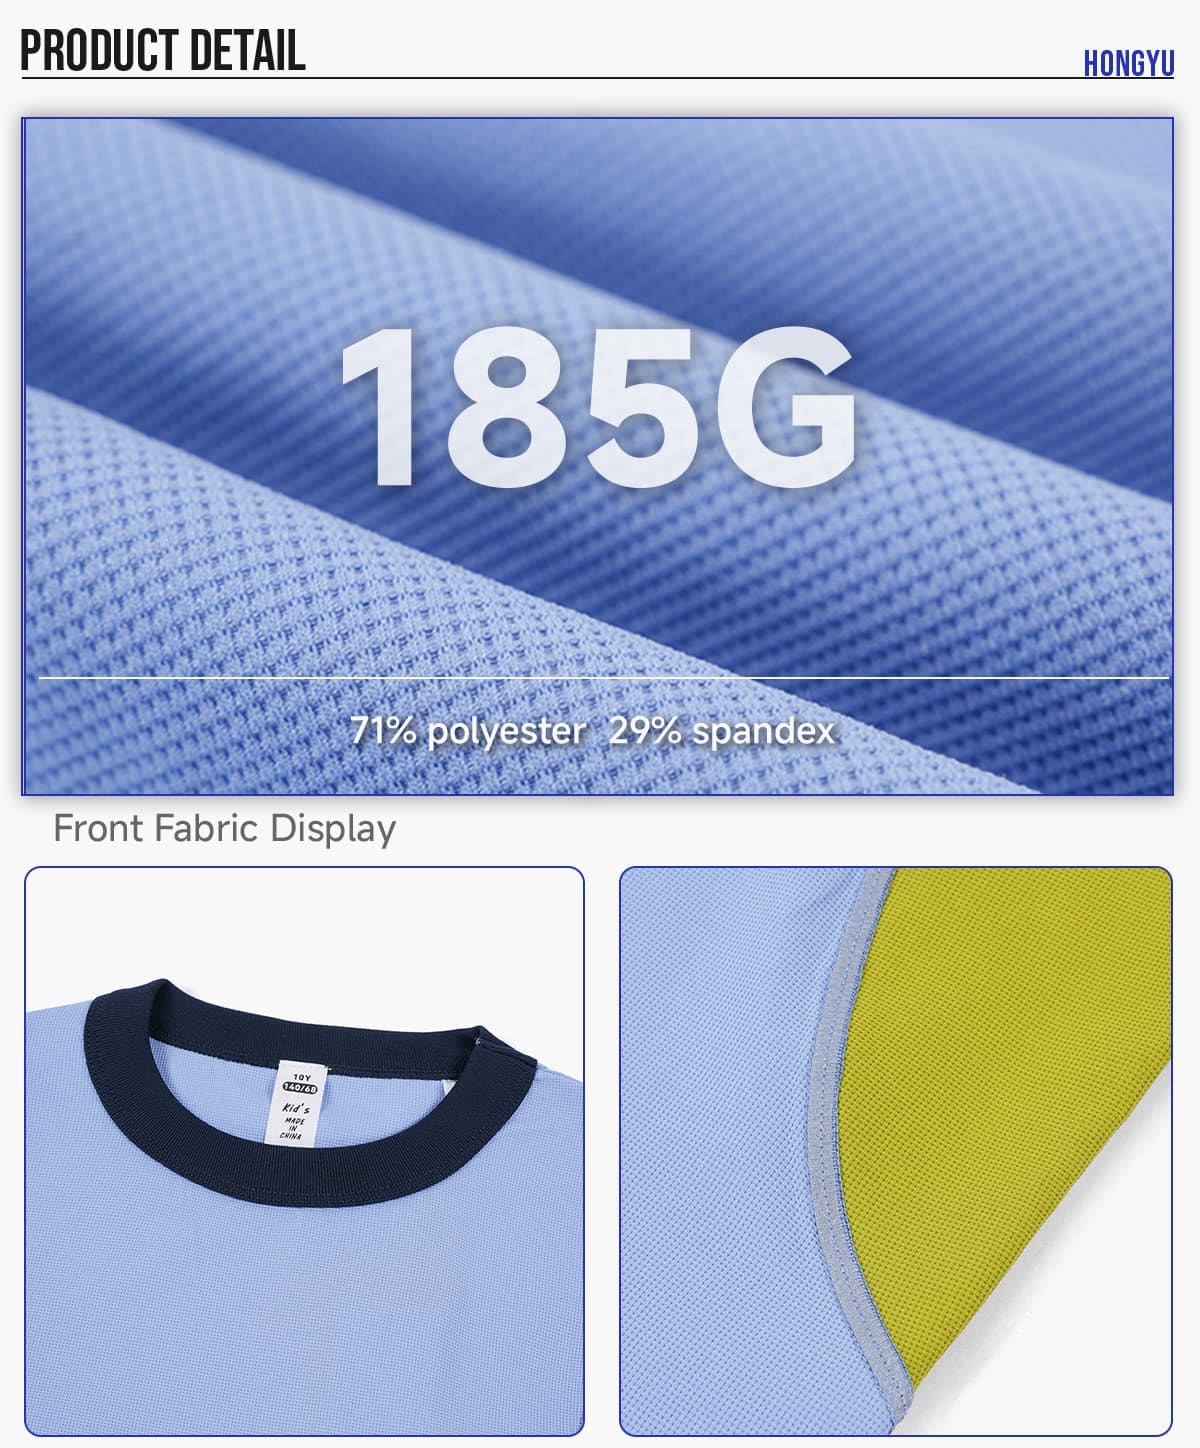 PRODUCT DETAIL
HONGYU
185G
71% polyester 29% spandex
Front Fabric Display
10Y
140/68
Kid's
MADE
IN
CHINA